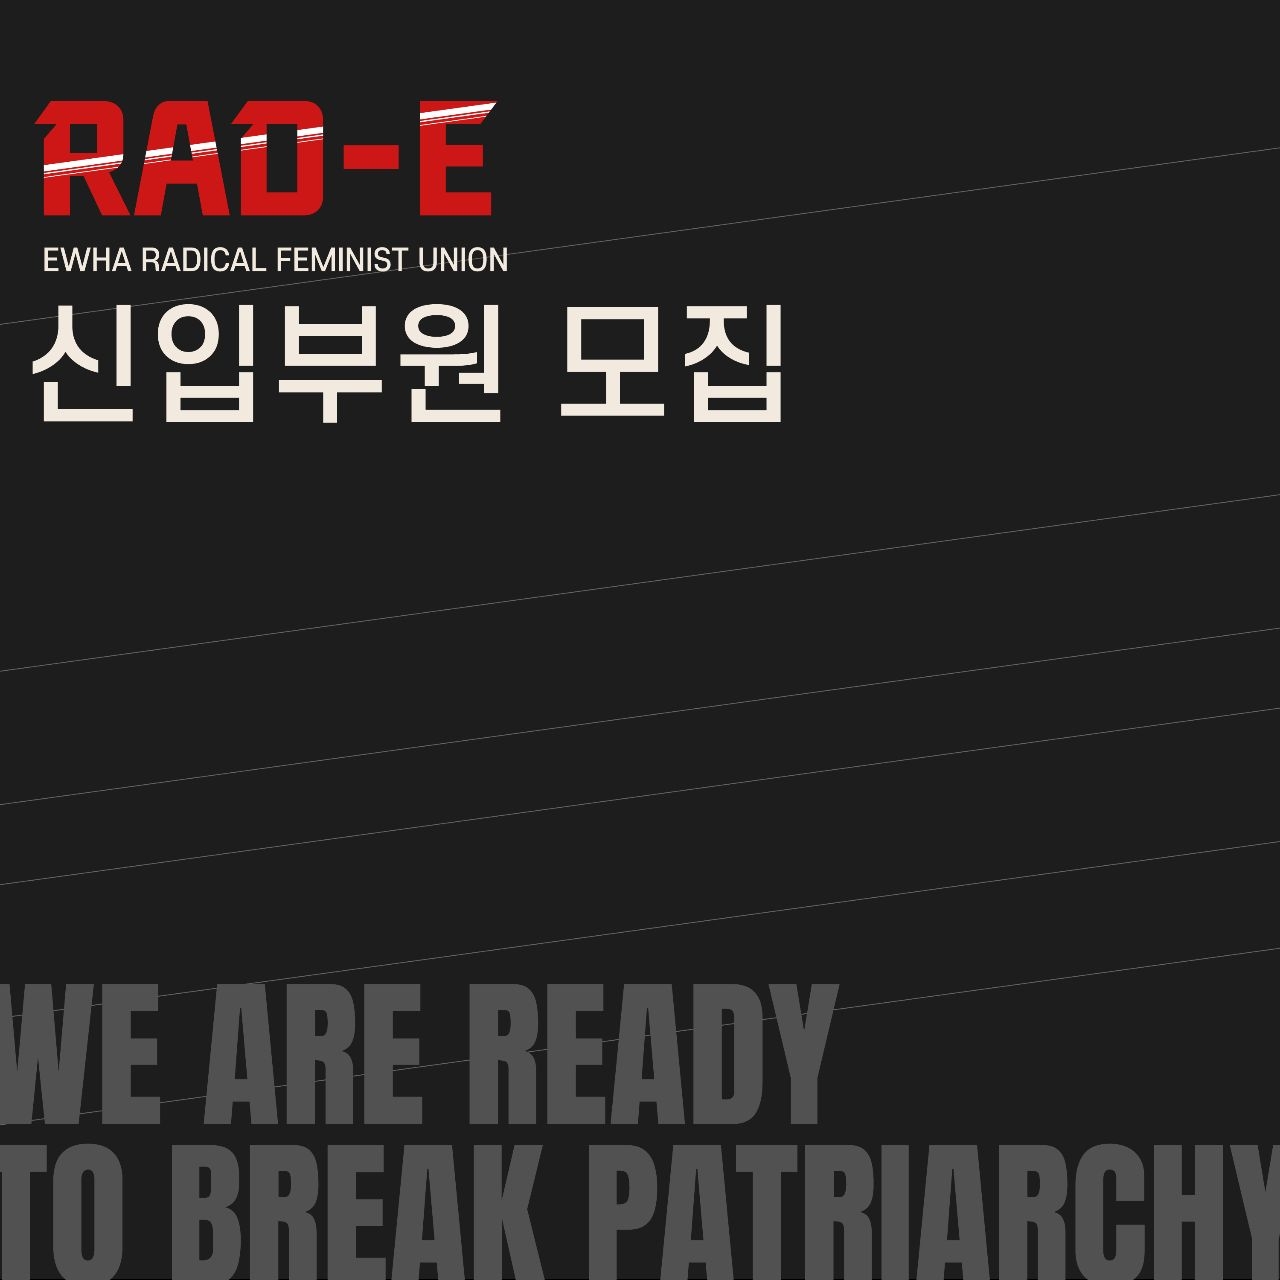 RAD-E
EWHA RADICAL FEMINIST UNION
신입부원 모집
WE ARE READY
TO BREAK PATRIARCHY